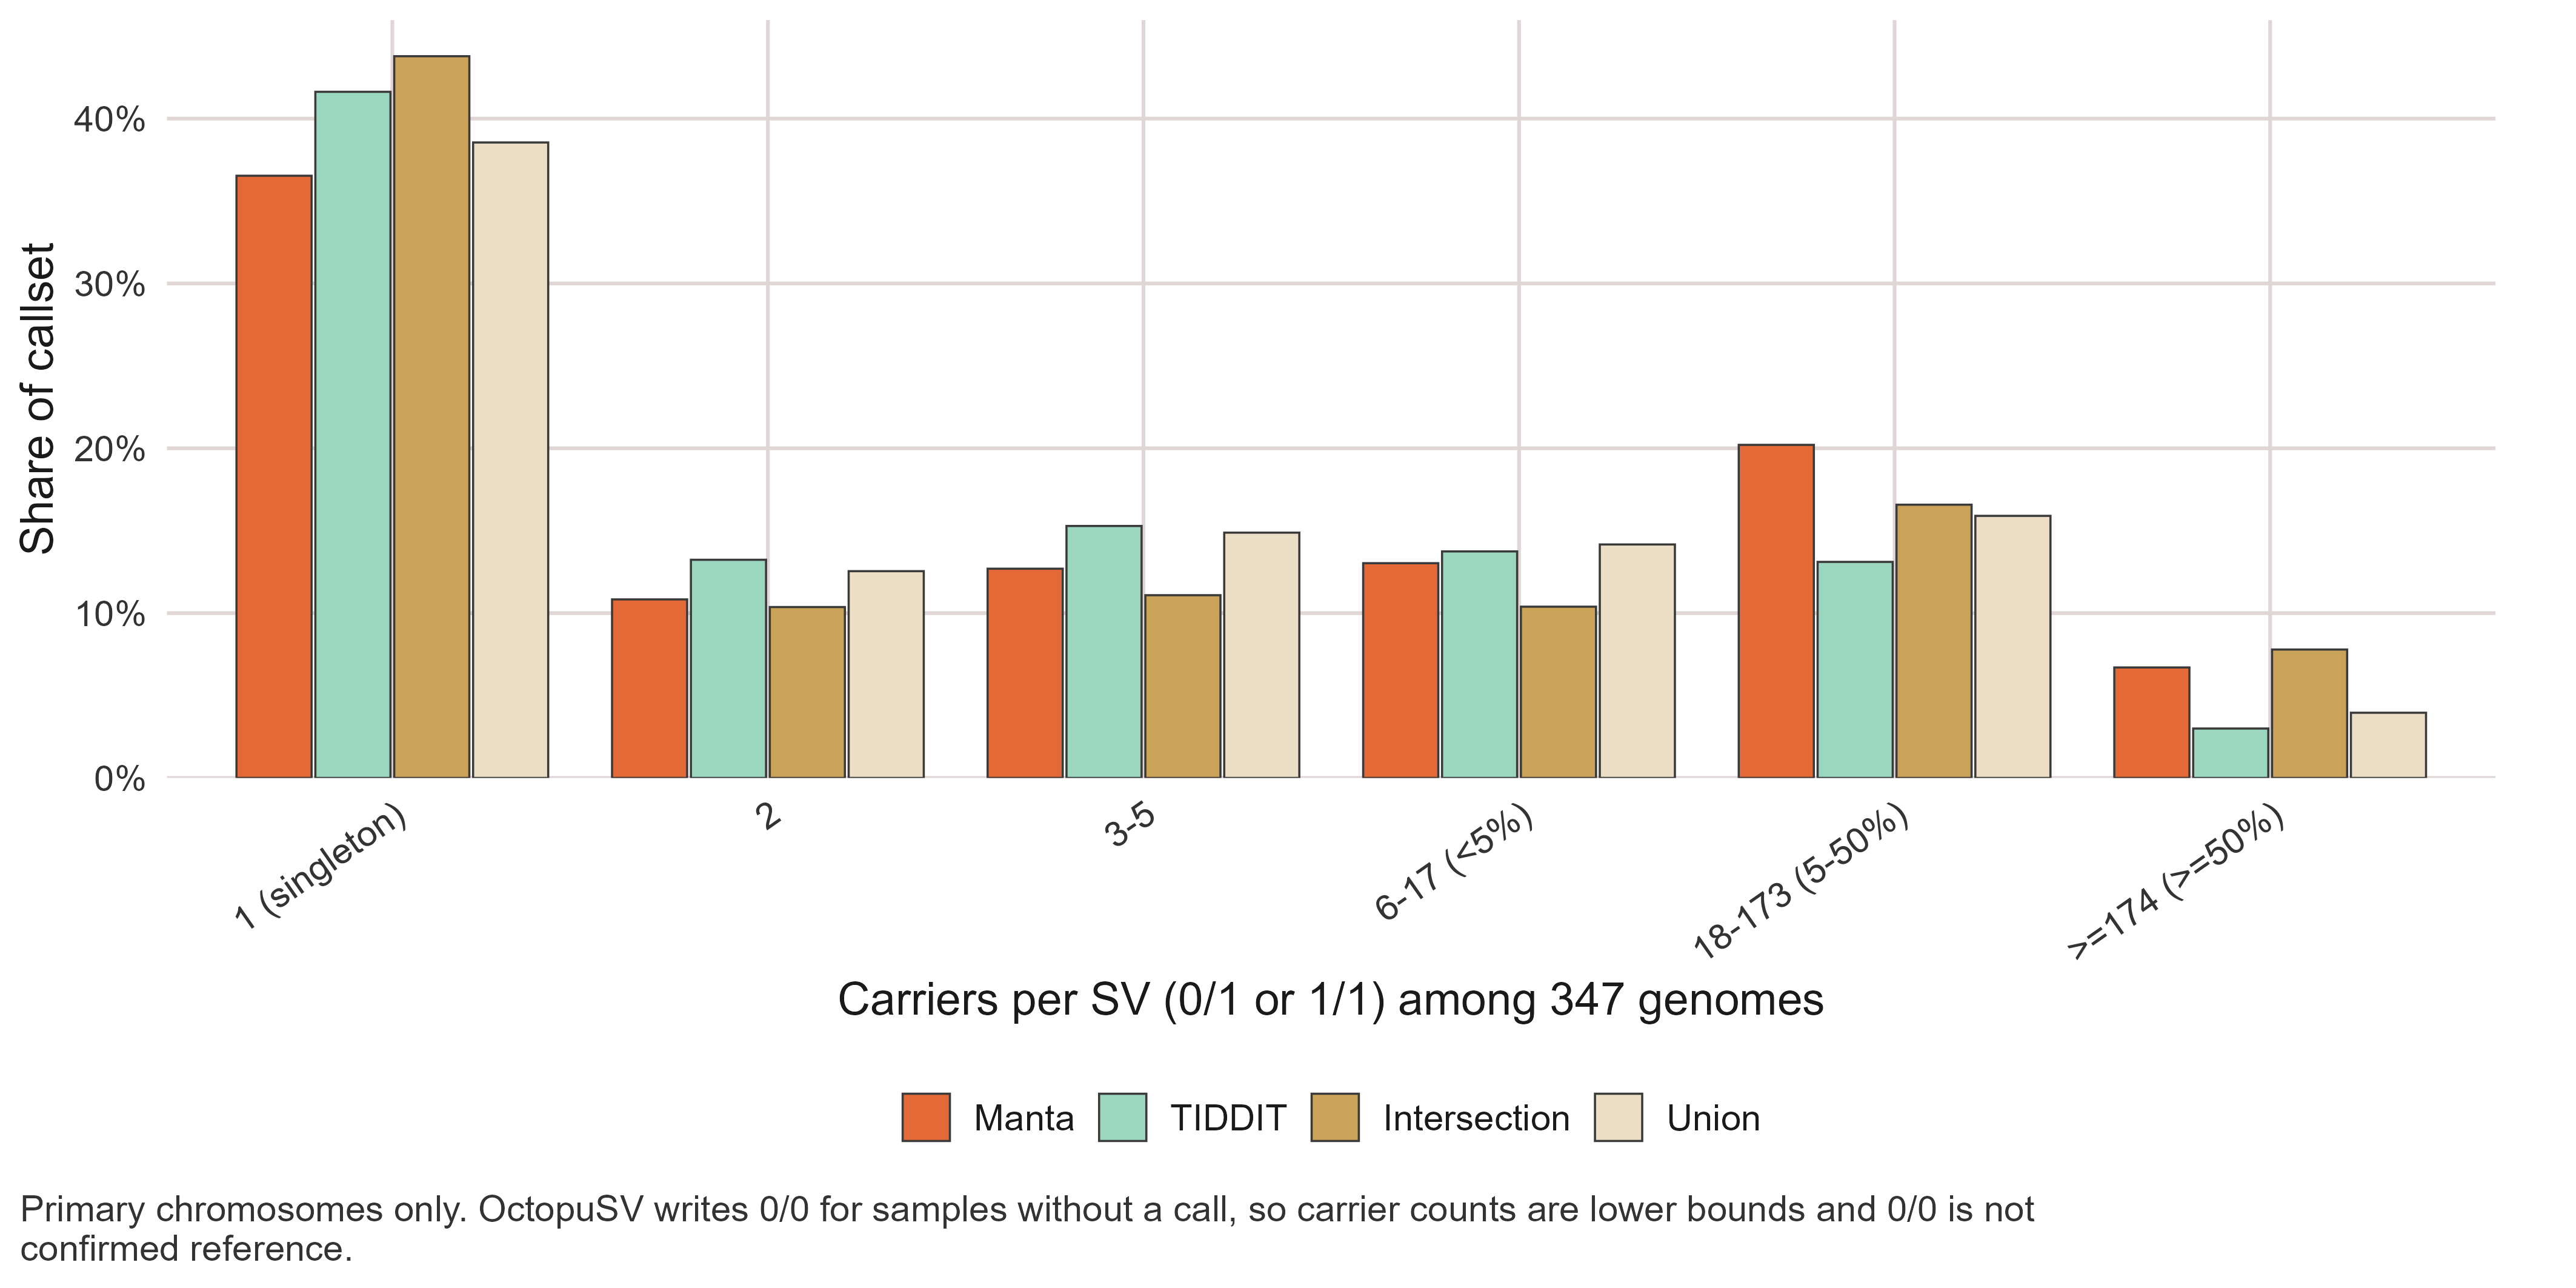 Share of callset
40%
30%
20%
10%
0%
1 (singleton)
2
3-5
6-17 (<5%)
18-173 (5-50%)
>=174 (>=50%)
Carriers per SV (0/1 or 1/1) among 347 genomes
Manta
TIDDIT
Intersection
Union
Primary chromosomes only. OctopuSV writes 0/0 for samples without a call, so carrier counts are lower bounds and 0/0 is not
confirmed reference.